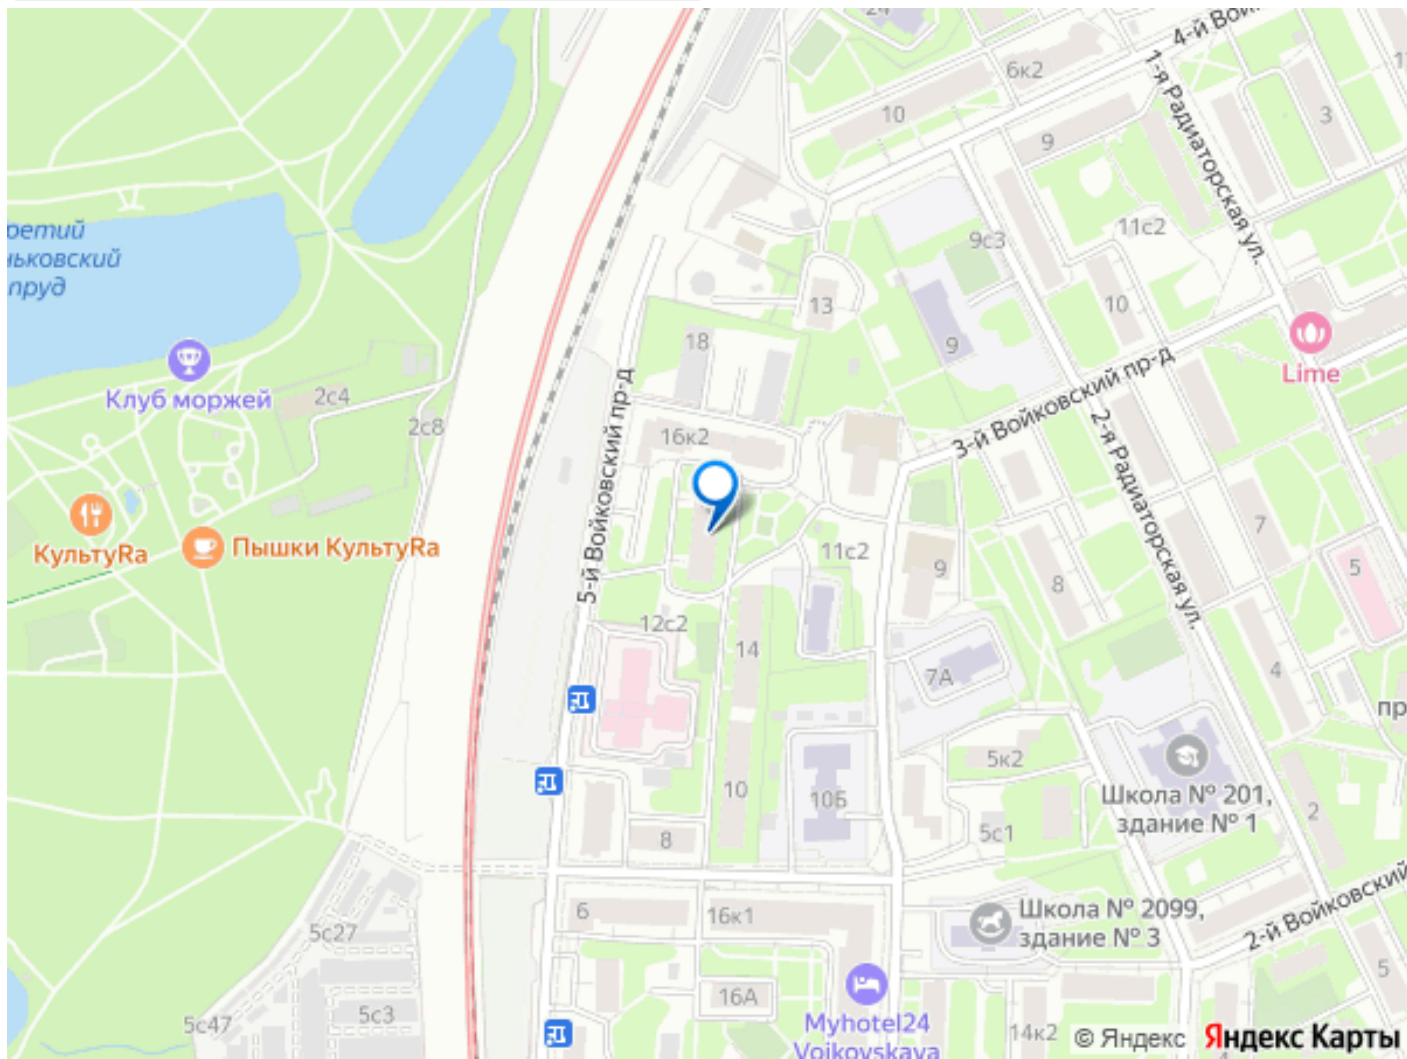 24
4-й
6к2
1-я Радиаторская ул.
10
3
9
9с3
11с2
третий
ньковский
пруд
13
10
18
9
Lime
Клуб моржей
2с4
2с8
5-й Войковский пр-д
16к2
3-й Войковский пр-д
2-я Радиаторская ул.
КультуRa
Пышки КультуRa
11с2
9
7
8
5
12с2
14
7А
4
пр
5к2
10
10Б
Школа № 201,
здание № 1
2
8
5с1
6
16к1
Школа № 2099,
здание № 3
2-й Войковский
5с27
5
16А
5с47
5с3
Myhotel24
Voikovskaya
14к2
4
© Яндекс Яндекс Карты